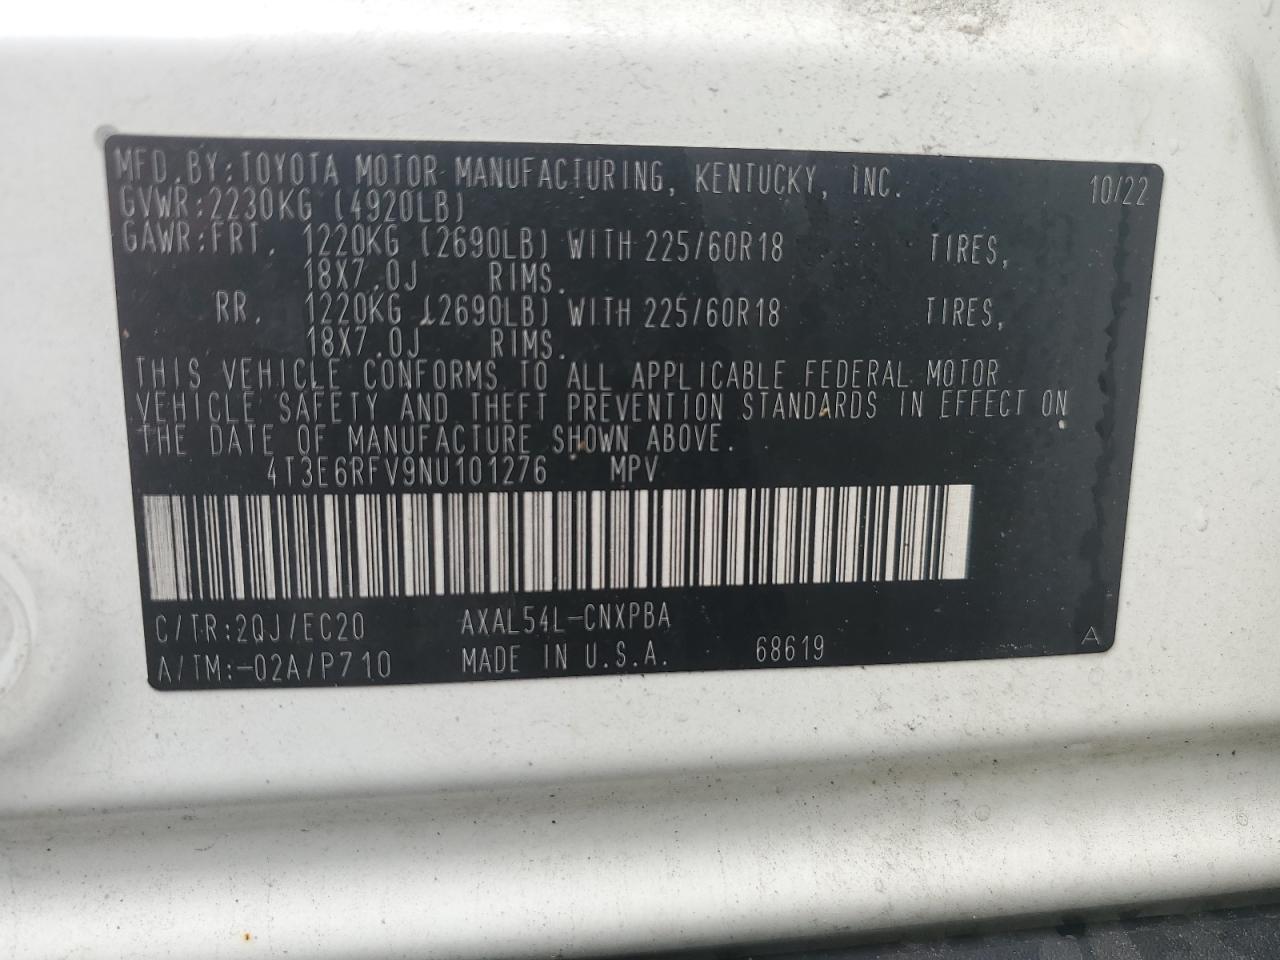 MFD.BY:TOYOTA MOTOR MANUFACTURING, KENTUCKY, INC. 10/22
GVWR:2230KG (4920LB)
GAWR:FRT. 1220KG (2690LB) WITH 225/60R18 TIRES,
18X7.0J RIMS.
RR. 1220KG (2690LB) WITH 225/60R18 TIRES,
18X7.0J RIMS.
THIS VEHICLE CONFORMS TO ALL APPLICABLE FEDERAL MOTOR
VEHICLE SAFETY AND THEFT PREVENTION STANDARDS IN EFFECT ON
THE DATE OF MANUFACTURE SHOWN ABOVE.
4T3E6RFV9NU101276 MPV
C/TR:2QJ/EC20 AXAL54L-CNXPBA
A/TM:-02A/P710 MADE IN U.S.A. 68619 A